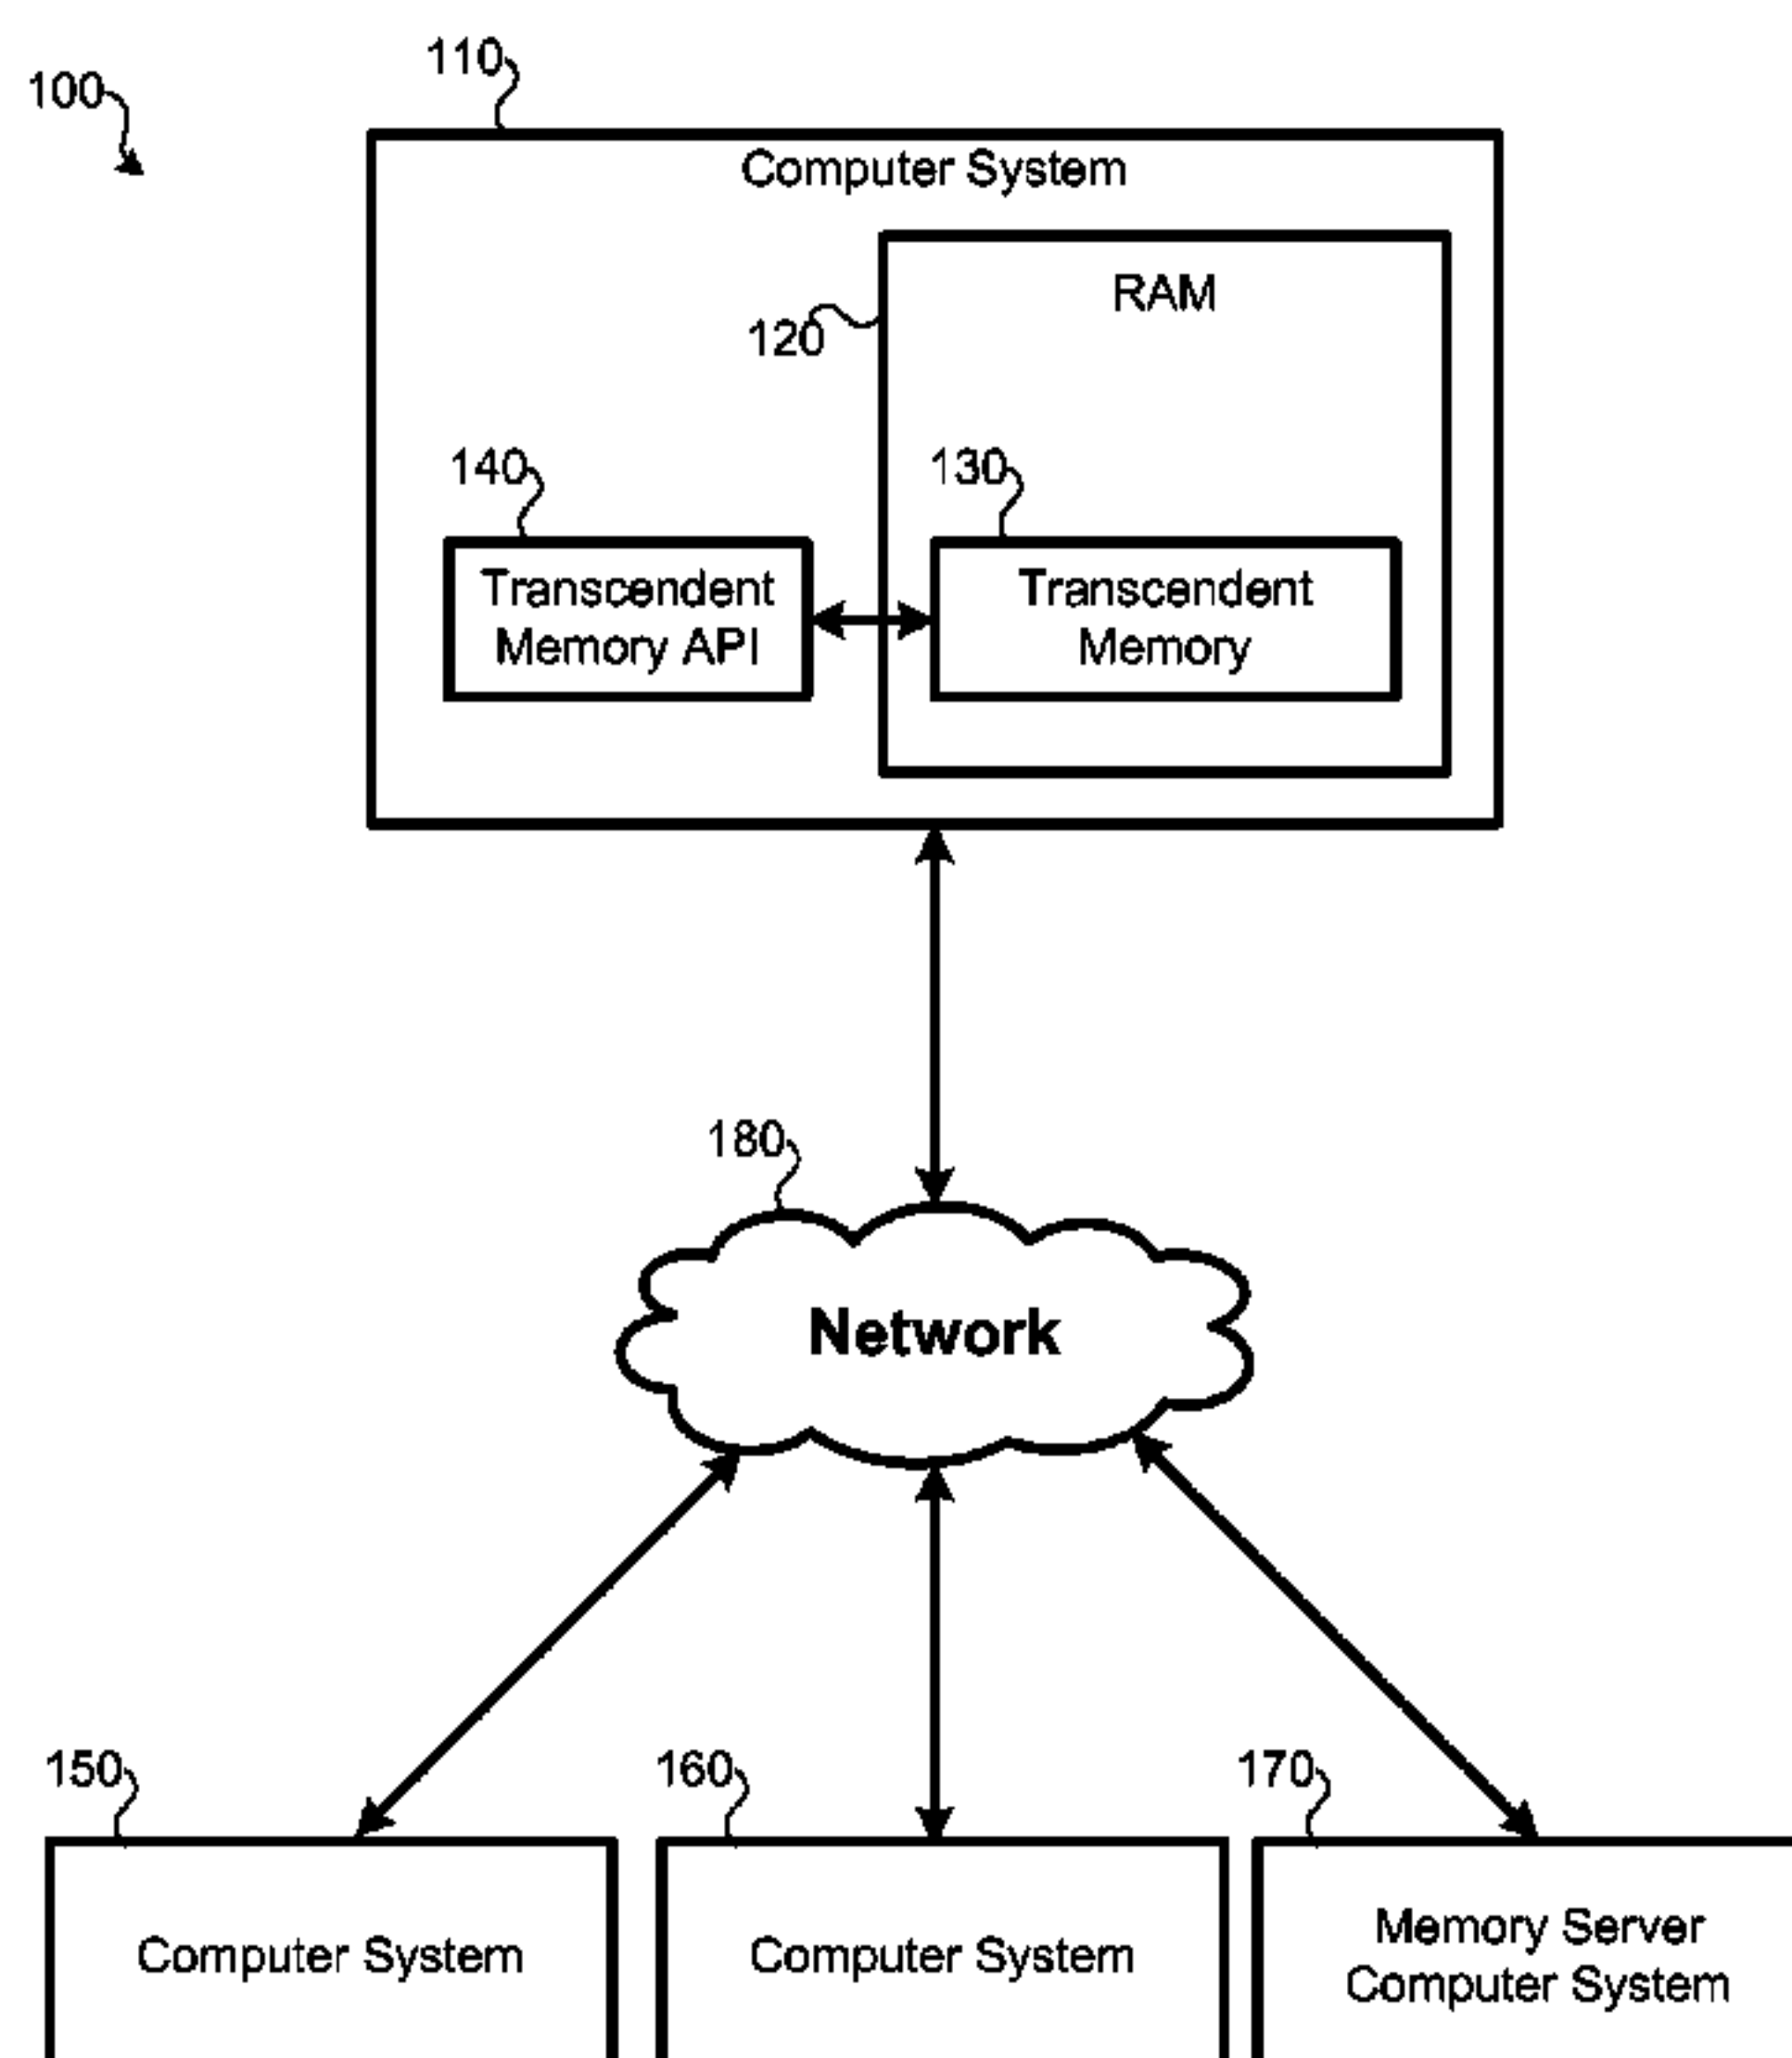 100
110
Computer System
RAM
120
140
130
Transcendent
Memory API
Transcendent
Memory
180
Network
150
160
170
Computer System
Computer System
Memory Server
Computer System